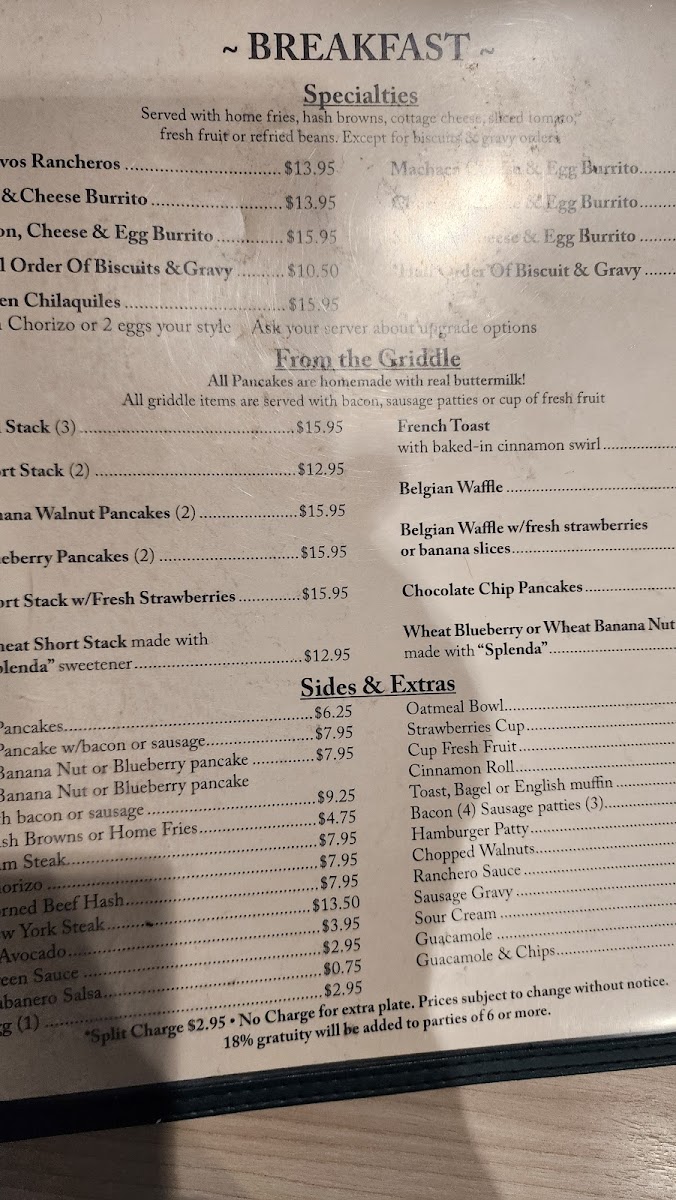 ~ BREAKFAST ~
Specialties
Served with home fries, hash browns, cottage cheese, sliced tomato,
fresh fruit or refried beans. Except for biscuits & gravy orders
vos Rancheros ........ $13.95
& Cheese Burrito ........ $13.95
on, Cheese & Egg Burrito ........ $15.95
l Order Of Biscuits & Gravy ........ $10.50
en Chilaquiles ........ $15.95
Chorizo or 2 eggs your style Ask your server about upgrade options
& Egg Burrito........
& Egg Burrito........
& Egg Burrito ........
Order Of Biscuit & Gravy ........
From the Griddle
All Pancakes are homemade with real buttermilk!
All griddle items are served with bacon, sausage patties or cup of fresh fruit
Stack (3) ........ $15.95
rt Stack (2) ........ $12.95
nana Walnut Pancakes (2) ........ $15.95
eberry Pancakes (2) ........ $15.95
ort Stack w/Fresh Strawberries ........ $15.95
heat Short Stack made with
plenda” sweetener ........ $12.95
French Toast
with baked-in cinnamon swirl ........
Belgian Waffle ........
Belgian Waffle w/fresh strawberries
or banana slices ........
Chocolate Chip Pancakes ........
Wheat Blueberry or Wheat Banana Nut
made with “Splenda” ........
Sides & Extras
Pancakes ........ $6.25
Pancake w/bacon or sausage ........ $7.95
Banana Nut or Blueberry pancake ........ $7.95
Banana Nut or Blueberry pancake
h bacon or sausage ........ $9.25
sh Browns or Home Fries ........ $4.75
m Steak ........ $7.95
orizo ........ $7.95
rned Beef Hash ........ $7.95
w York Steak ........ $13.50
Avocado ........ $3.95
een Sauce ........ $2.95
abanero Salsa ........ $0.75
gg (1) ........ $2.95
Oatmeal Bowl ........
Strawberries Cup ........
Cup Fresh Fruit ........
Cinnamon Roll ........
Toast, Bagel or English muffin ........
Bacon (4) Sausage patties (3) ........
Hamburger Patty ........
Chopped Walnuts ........
Ranchero Sauce ........
Sausage Gravy ........
Sour Cream ........
Guacamole ........
Guacamole & Chips ........
*Split Charge $2.95 • No Charge for extra plate. Prices subject to change without notice.
18% gratuity will be added to parties of 6 or more.